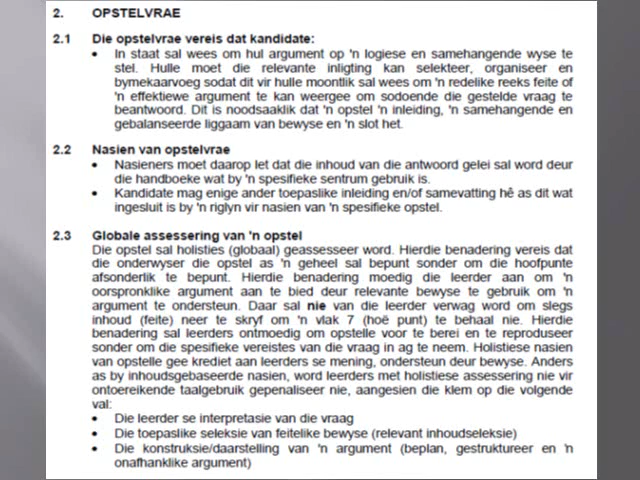 2. OPSTELVRAE
2.1 Die opstelvrae vereis dat kandidate:
• In staat sal wees om hul argument op 'n logiese en samehangende wyse te
stel. Hulle moet die relevante inligting kan selekteer, organiseer en
bymekaarvoeg sodat dit vir hulle moontlik sal wees om 'n redelike reeks feite of
'n effektiewe argument te kan weergee om sodoende die gestelde vraag te
beantwoord. Dit is noodsaaklik dat 'n opstel 'n inleiding, 'n samehangende en
gebalanseerde liggaam van bewyse en 'n slot het.
2.2 Nasien van opstelvrae
• Nasieners moet daarop let dat die inhoud van die antwoord gelei sal word deur
die handboeke wat by 'n spesifieke sentrum gebruik is.
• Kandidate mag enige ander toepaslike inleiding en/of samevatting hê as dit wat
ingesluit is by 'n riglyn vir nasien van 'n spesifieke opstel.
2.3 Globale assessering van 'n opstel
Die opstel sal holisties (globaal) geassesseer word. Hierdie benadering vereis dat
die onderwyser die opstel as 'n geheel sal bepunt sonder om die hoofpunte
afsonderlik te bepunt. Hierdie benadering moedig die leerder aan om 'n
oorspronklike argument aan te bied deur relevante bewyse te gebruik om 'n
argument te ondersteun. Daar sal nie van die leerder verwag word om slegs
inhoud (feite) neer te skryf om 'n vlak 7 (hoë punt) te behaal nie. Hierdie
benadering sal leerders ontmoedig om opstelle voor te berei en te reproduseer
sonder om die spesifieke vereistes van die vraag in ag te neem. Holistiese nasien
van opstelle gee krediet aan leerders se mening, ondersteun deur bewyse. Anders
as by inhoudsgebaseerde nasien, word leerders met holistiese assessering nie vir
ontoereikende taalgebruik gepenaliseer nie, aangesien die klem op die volgende
val:
• Die leerder se interpretasie van die vraag
• Die toepaslike seleksie van feitelike bewyse (relevant inhoudseleksie)
• Die konstruksie/daarstelling van 'n argument (beplan, gestruktureer en 'n
onafhanklike argument)